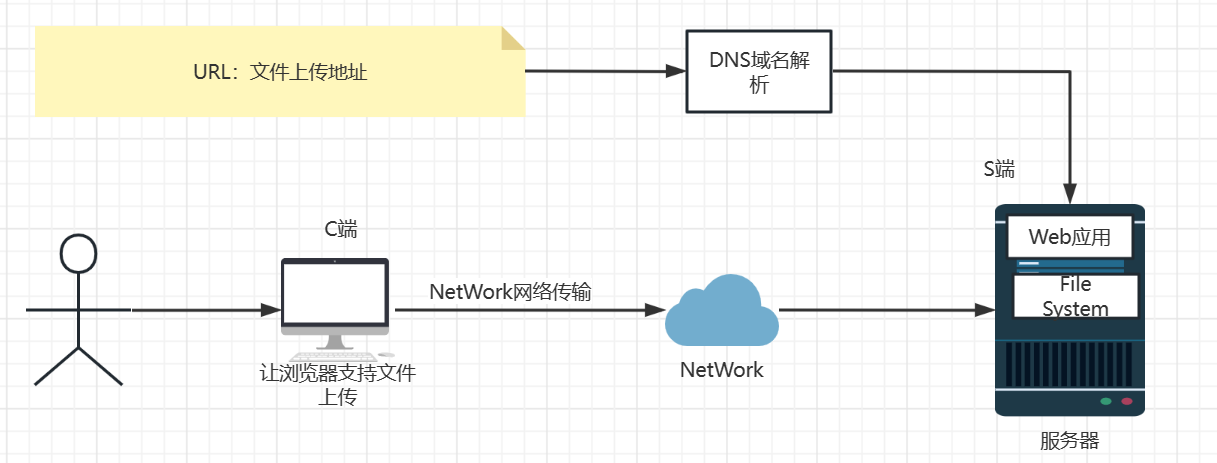 URL：文件上传地址
DNS域名解
析
S端
C端
Web应用
NetWork网络传输
File
System
NetWork
让浏览器支持文件
上传
服务器